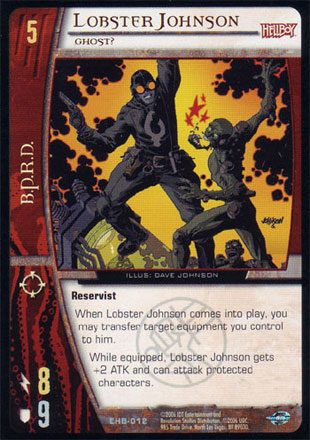 5
LOBSTER JOHNSON
GHOST?
HELLBOY
B.P.R.D.
JOHNSON
ILLUS: DAVE JOHNSON
Reservist
When Lobster Johnson comes into play, you
may transfer target equipment you control
to him.
While equipped, Lobster Johnson gets
+2 ATK and can attack protected
characters.
8
9
EHB-012